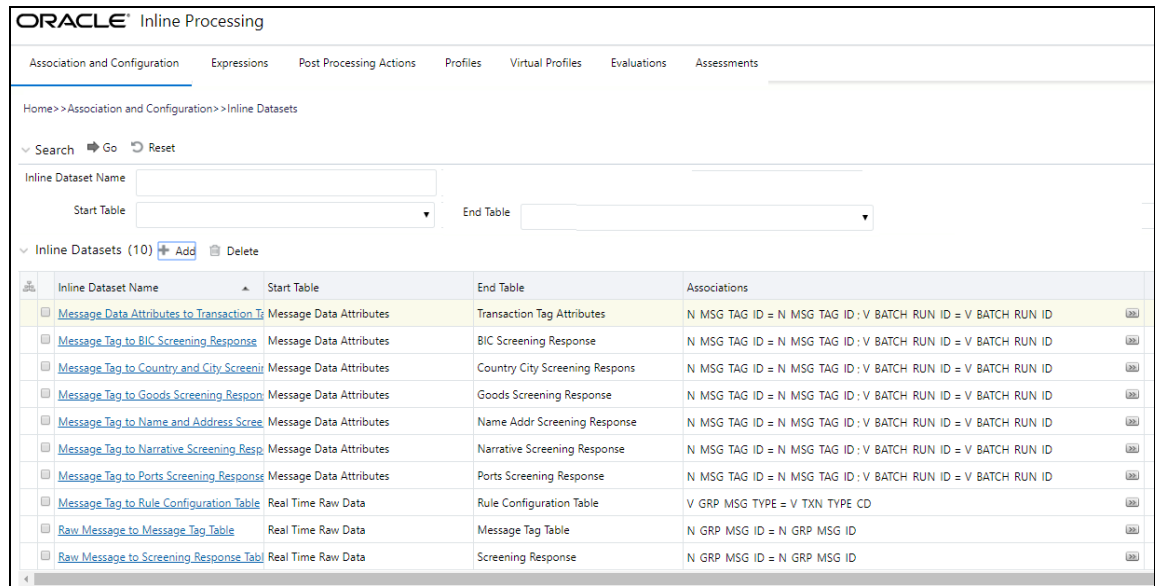 ORACLE® Inline Processing
Association and Configuration Expressions Post Processing Actions Profiles Virtual Profiles Evaluations Assessments
Home>>Association and Configuration>>Inline Datasets
Search Go Reset
Inline Dataset Name
Start Table End Table
Inline Datasets (10) Add Delete
Inline Dataset Name Start Table End Table Associations
Message Data Attributes to Transaction Ta Message Data Attributes Transaction Tag Attributes N MSG TAG ID = N MSG TAG ID ; V BATCH RUN ID = V BATCH RUN ID
Message Tag to BIC Screening Response Message Data Attributes BIC Screening Response N MSG TAG ID = N MSG TAG ID ; V BATCH RUN ID = V BATCH RUN ID
Message Tag to Country and City Screenin Message Data Attributes Country City Screening Respons N MSG TAG ID = N MSG TAG ID ; V BATCH RUN ID = V BATCH RUN ID
Message Tag to Goods Screening Respons Message Data Attributes Goods Screening Response N MSG TAG ID = N MSG TAG ID ; V BATCH RUN ID = V BATCH RUN ID
Message Tag to Name and Address Scree Message Data Attributes Name Addr Screening Response N MSG TAG ID = N MSG TAG ID ; V BATCH RUN ID = V BATCH RUN ID
Message Tag to Narrative Screening Resp Message Data Attributes Narrative Screening Response N MSG TAG ID = N MSG TAG ID ; V BATCH RUN ID = V BATCH RUN ID
Message Tag to Ports Screening Response Message Data Attributes Ports Screening Response N MSG TAG ID = N MSG TAG ID ; V BATCH RUN ID = V BATCH RUN ID
Message Tag to Rule Configuration Table Real Time Raw Data Rule Configuration Table V GRP MSG TYPE = V TXN TYPE CD
Raw Message to Message Tag Table Real Time Raw Data Message Tag Table N GRP MSG ID = N GRP MSG ID
Raw Message to Screening Response Tabl Real Time Raw Data Screening Response N GRP MSG ID = N GRP MSG ID